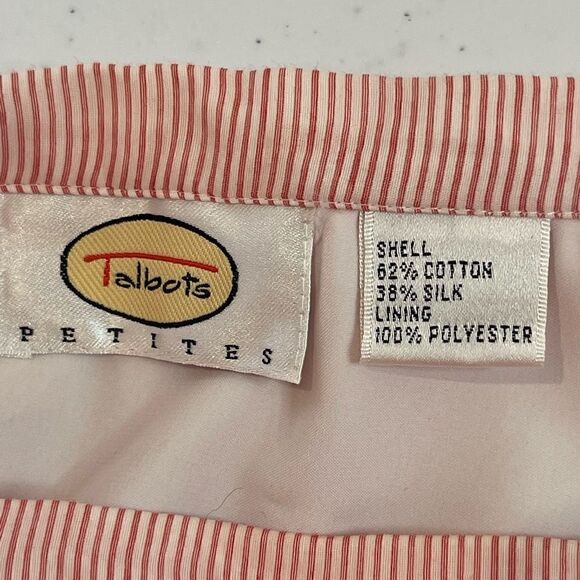 Talbots
PETITES
SHELL
62% COTTON
38% SILK
LINING
100% POLYESTER